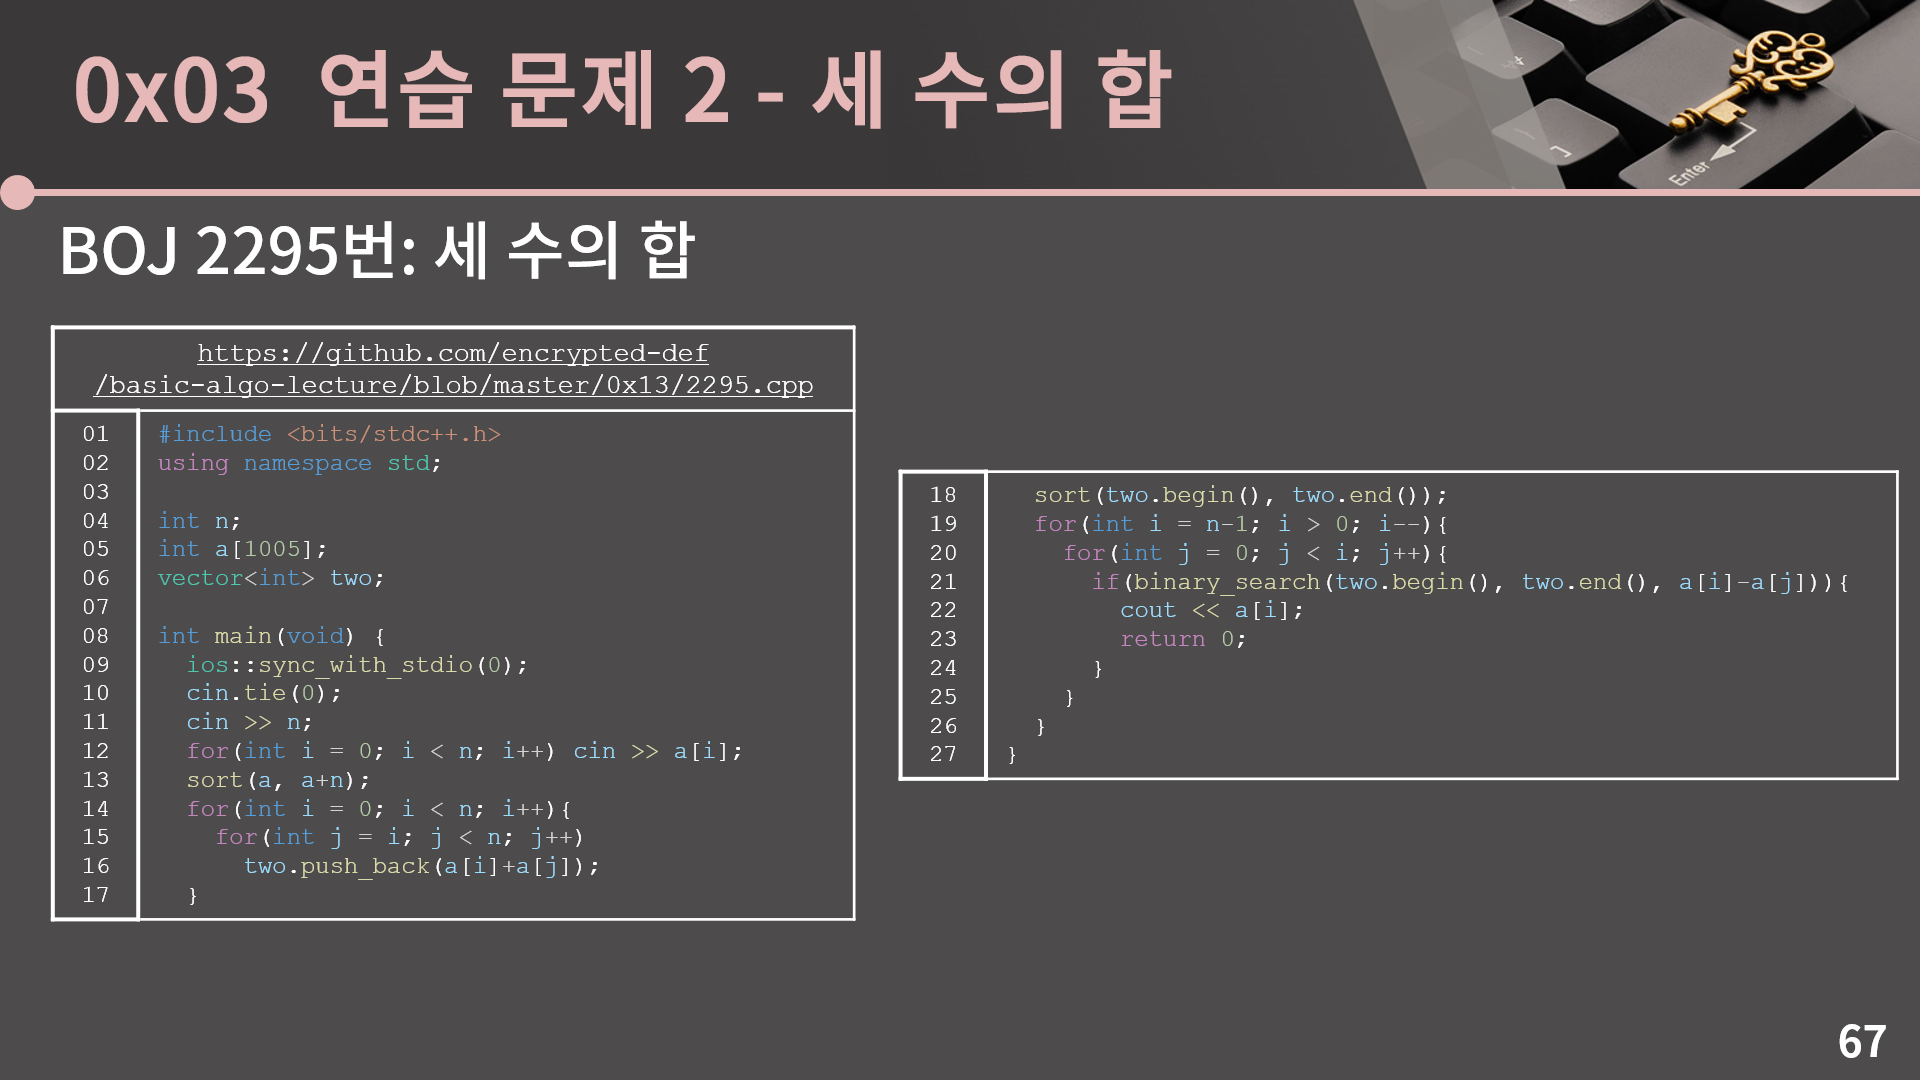 0x03 연습 문제 2 - 세 수의 합
Enter
BOJ 2295번: 세 수의 합
https://github.com/encrypted-def
/basic-algo-lecture/blob/master/0x13/2295.cpp
01 #include <bits/stdc++.h>
02 using namespace std;
03
04 int n;
05 int a[1005];
06 vector<int> two;
07
08 int main(void) {
09   ios::sync_with_stdio(0);
10   cin.tie(0);
11   cin >> n;
12   for(int i = 0; i < n; i++) cin >> a[i];
13   sort(a, a+n);
14   for(int i = 0; i < n; i++){
15     for(int j = i; j < n; j++)
16       two.push_back(a[i]+a[j]);
17   }
18   sort(two.begin(), two.end());
19   for(int i = n-1; i > 0; i--){
20     for(int j = 0; j < i; j++){
21       if(binary_search(two.begin(), two.end(), a[i]-a[j])){
22         cout << a[i];
23         return 0;
24       }
25     }
26   }
27 }
67